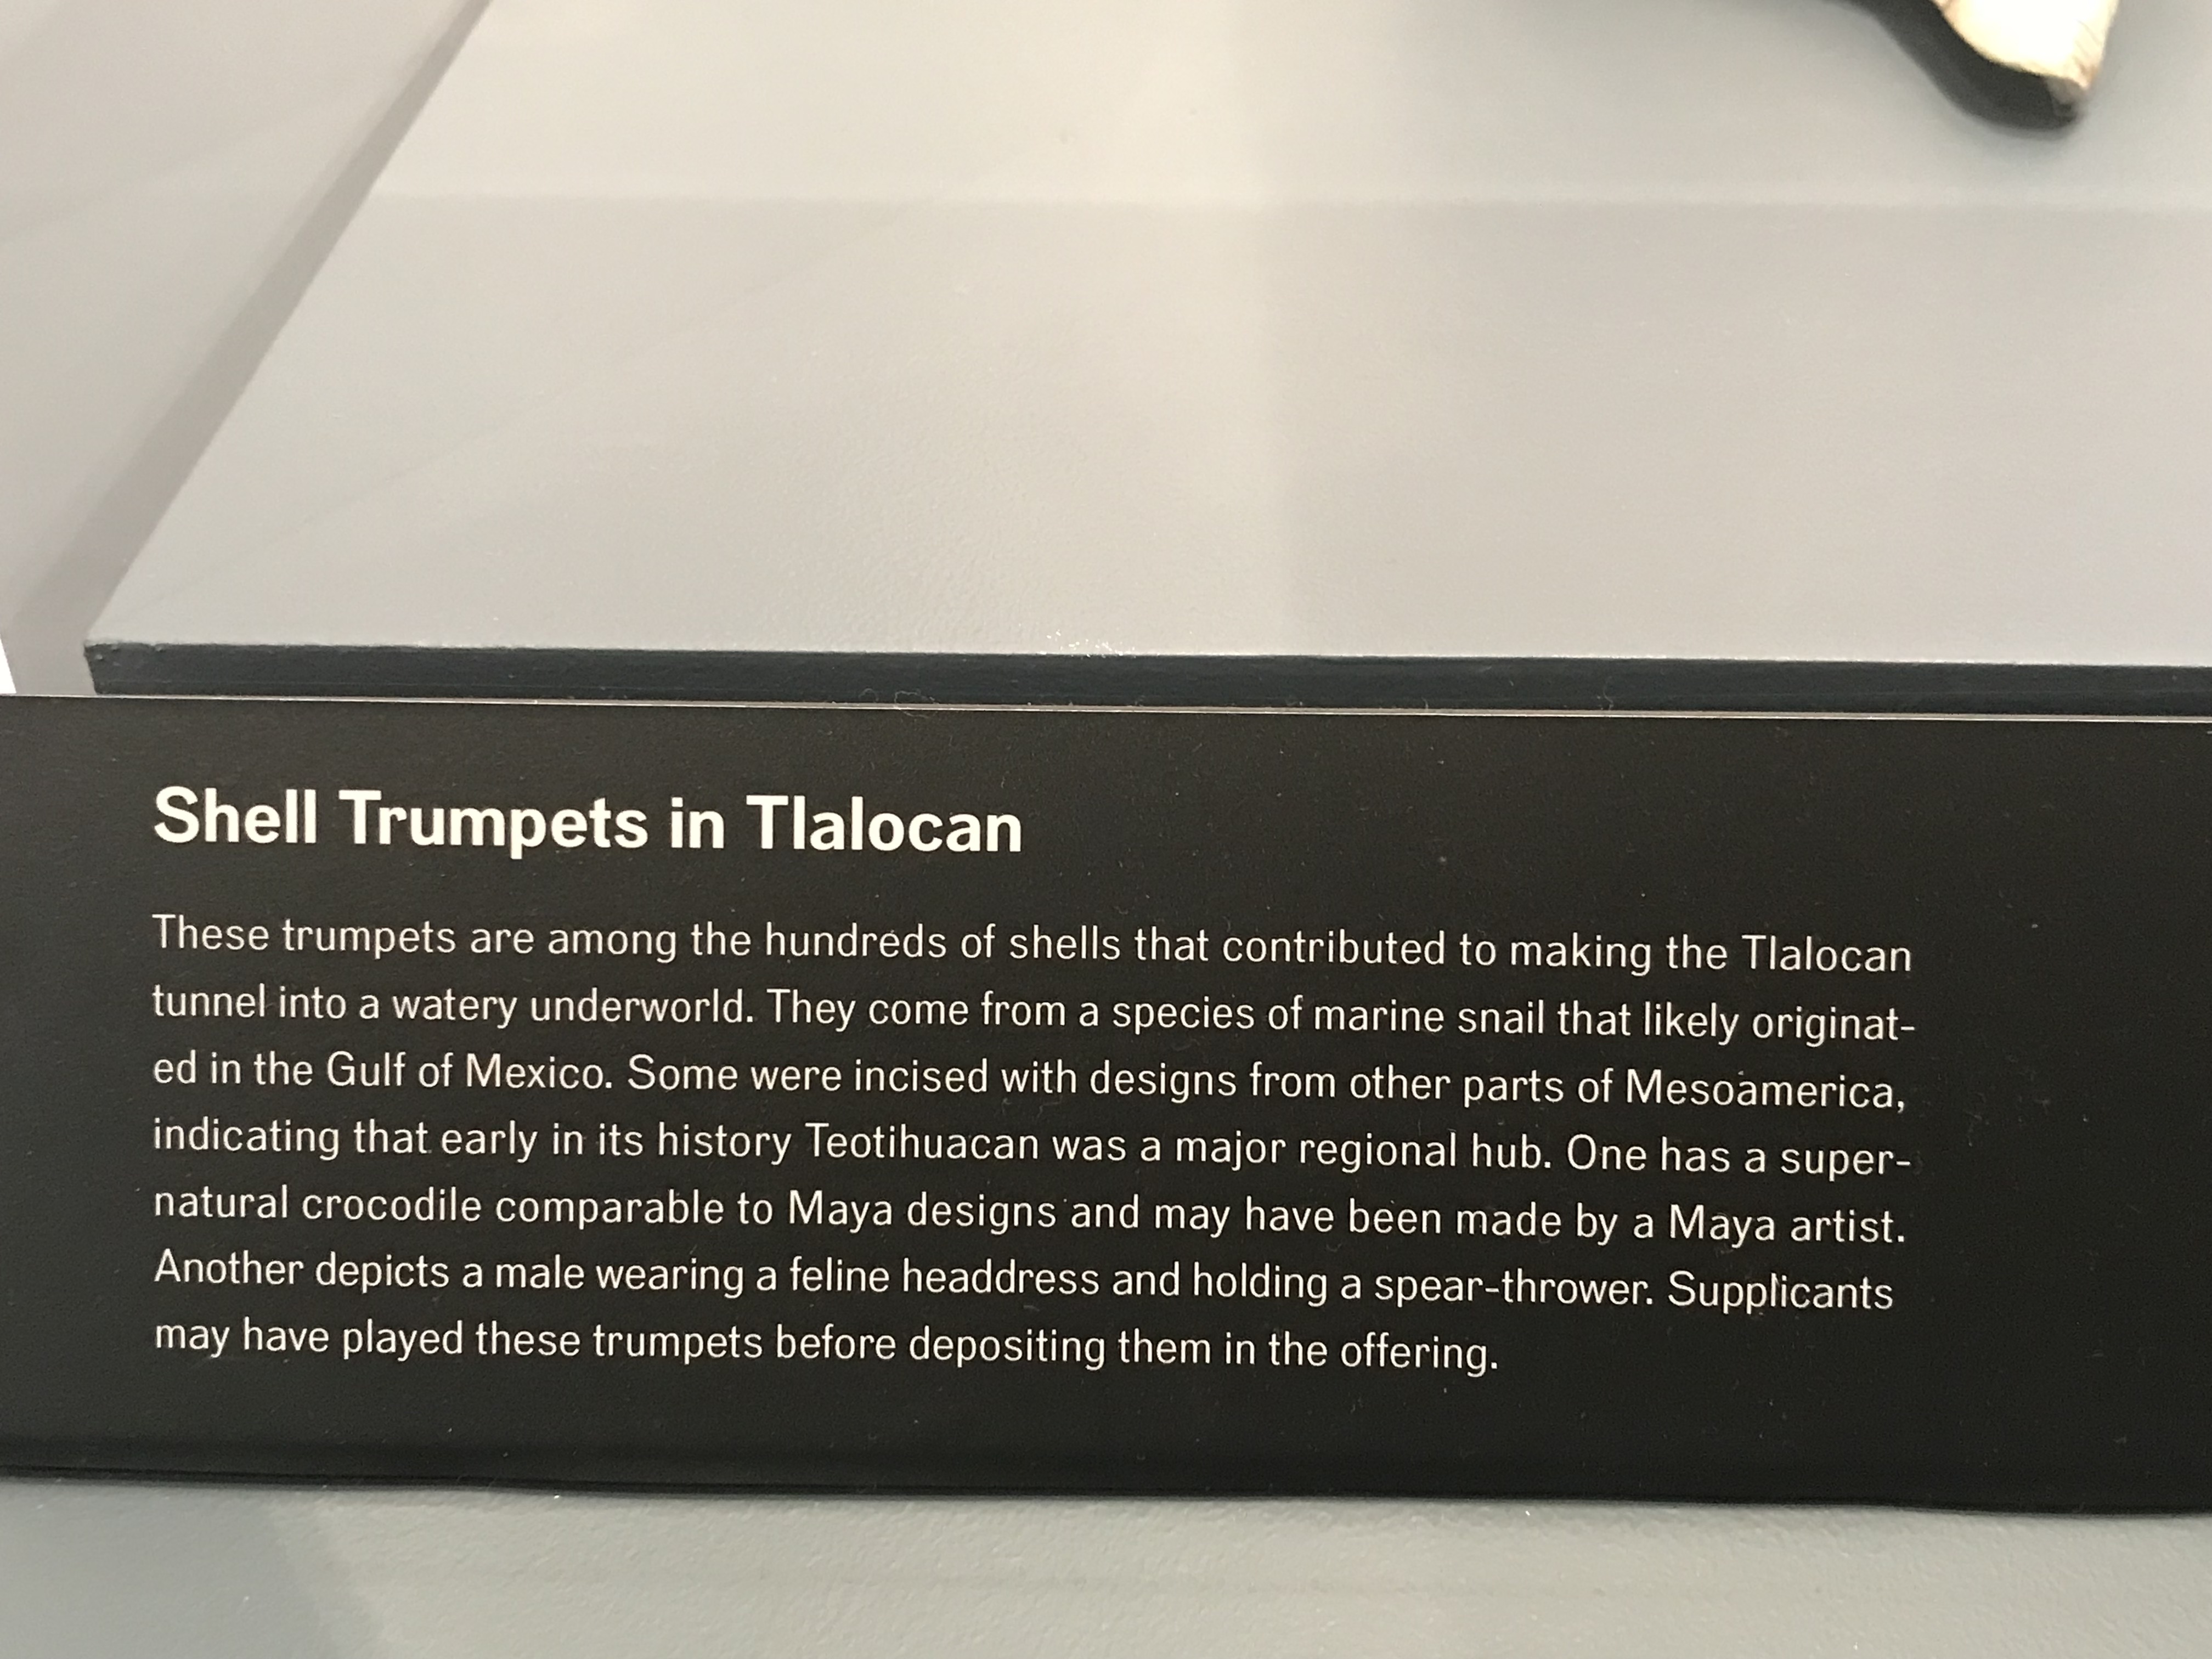 Shell Trumpets in Tlalocan
These trumpets are among the hundreds of shells that contributed to making the Tlalocan
tunnel into a watery underworld. They come from a species of marine snail that likely originat-
ed in the Gulf of Mexico. Some were incised with designs from other parts of Mesoamerica,
indicating that early in its history Teotihuacan was a major regional hub. One has a super-
natural crocodile comparable to Maya designs and may have been made by a Maya artist.
Another depicts a male wearing a feline headdress and holding a spear-thrower. Supplicants
may have played these trumpets before depositing them in the offering.